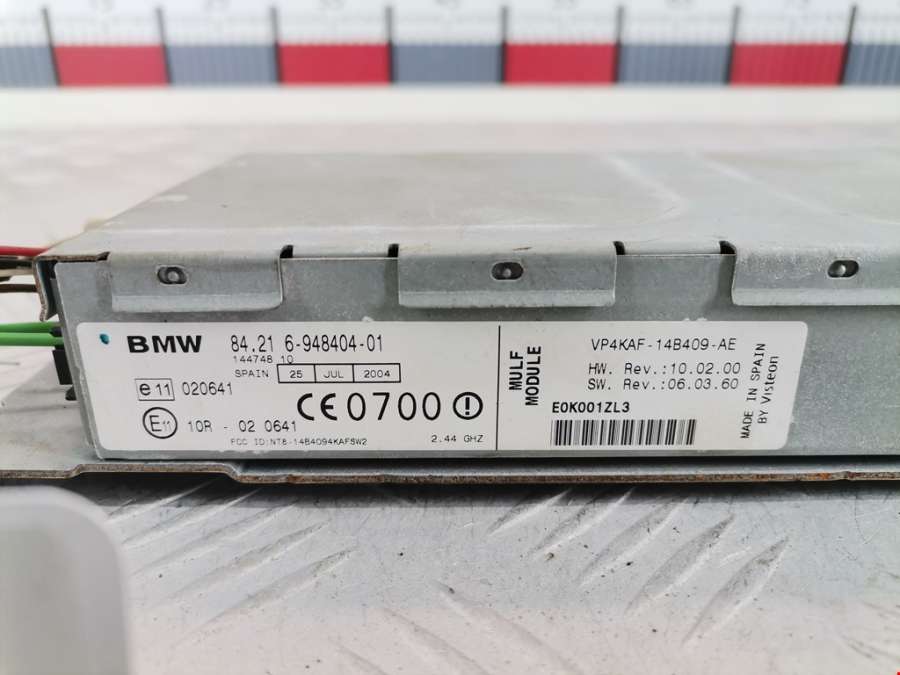 BMW 84.21 6-948404-01
144748 10
SPAIN 25 JUL 2004
e11 020641
CE0700
E11 10R - 02 0641
FCC ID:NT8-14B4094KAFSW2 2.44 GHZ
MULF
MODULE
VP4KAF-14B409-AE
HW. Rev.:10.02.00
SW. Rev.:06.03.60
E0K001ZL3
MADE IN SPAIN
BY Visteon